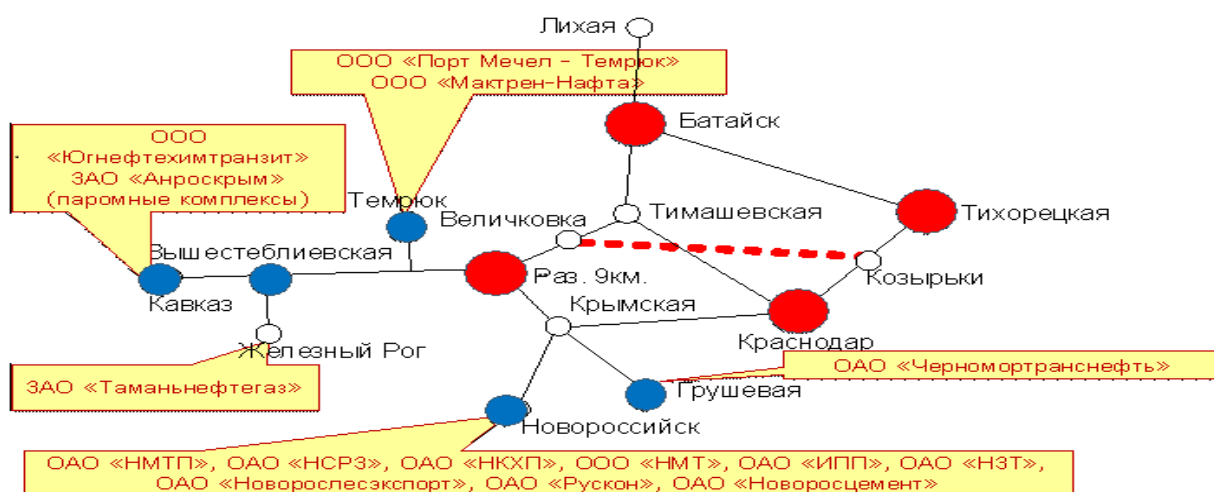 Лихая
ООО «Порт Мечел - Темрюк»
ООО «Мактрен-Нафта»
Батайск
ООО
«Югнефтехимтранзит»
ЗАО «Анроскрым»
(паромные комплексы)
Темрюк
Величковка
Тимашевская
Тихорецкая
Вышестеблиевская
Кавказ
Раз. 9км.
Козырьки
Крымская
Краснодар
Железный Рог
ЗАО «Таманьнефтегаз»
ОАО «Черномортранснефть»
Грушевая
Новороссийск
ОАО «НМТП», ОАО «НСРЗ», ОАО «НКХП», ООО «НМТ», ОАО «ИПП», ОАО «НЗТ»,
ОАО «Новорослесэкспорт», ОАО «Рускон», ОАО «Новоросцемент»